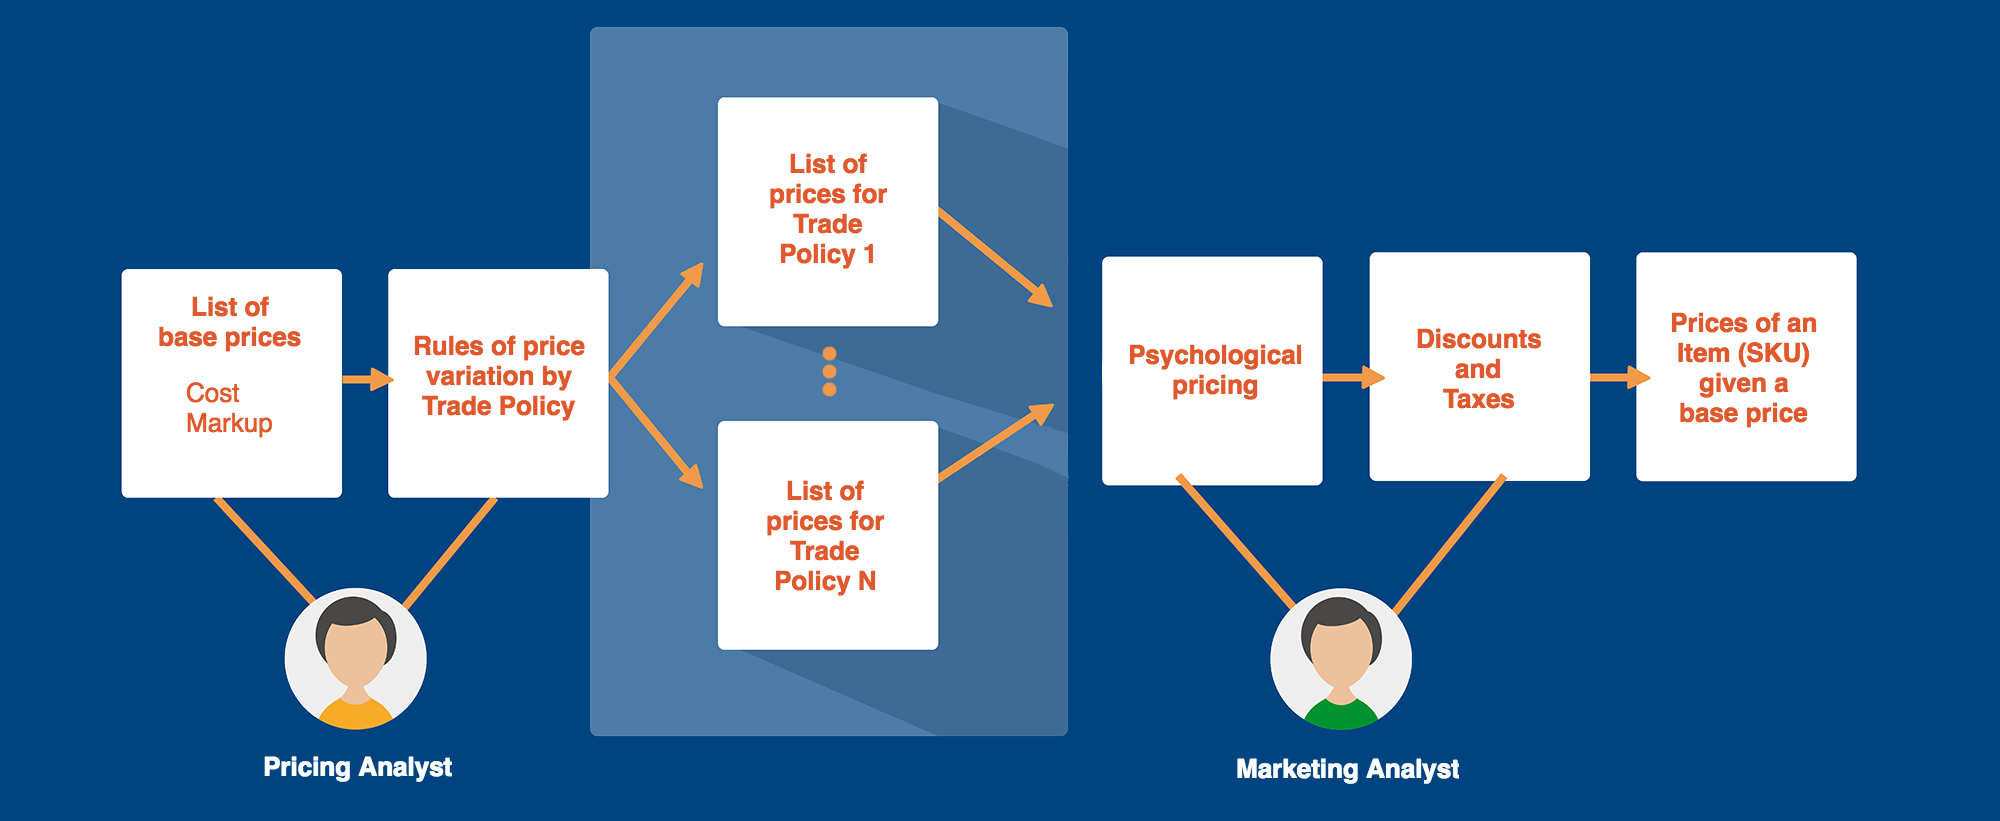 List of
base prices
Cost
Markup
Rules of price
variation by
Trade Policy
List of
prices for
Trade
Policy 1
List of
prices for
Trade
Policy N
Psychological
pricing
Discounts
and
Taxes
Prices of an
Item (SKU)
given a
base price
Pricing Analyst
Marketing Analyst